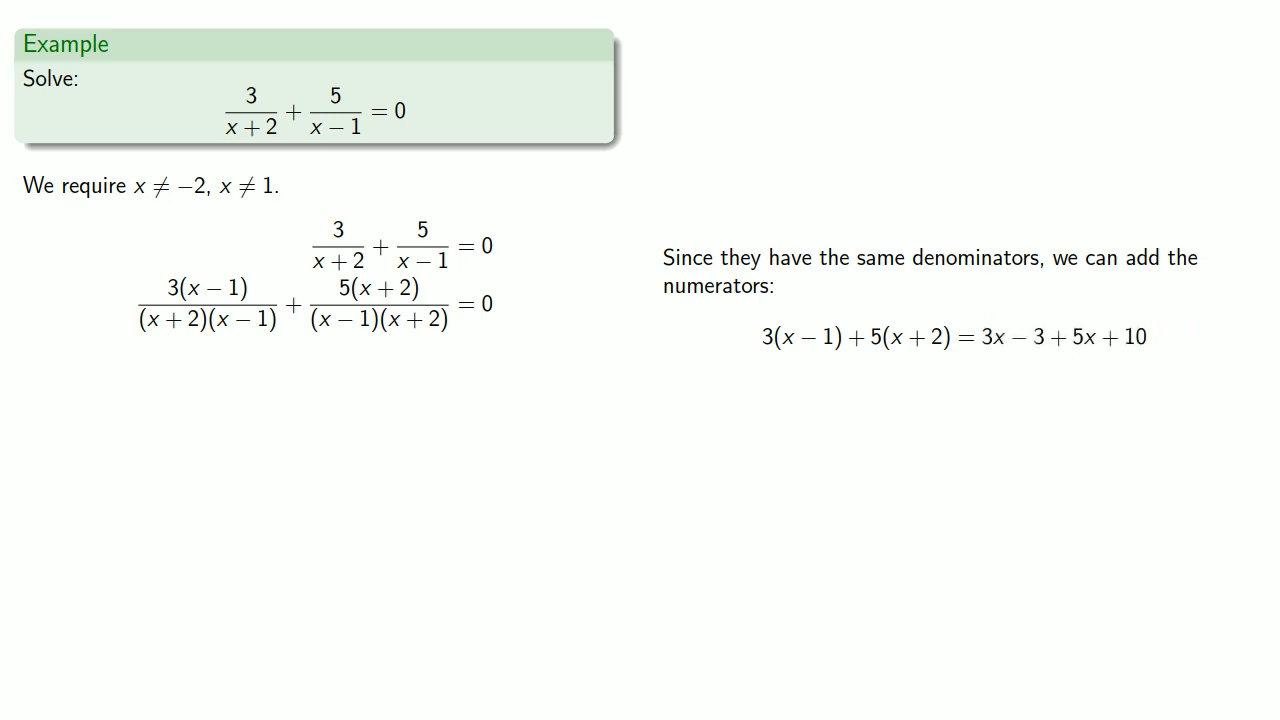 Example
Solve:
3/(x + 2) + 5/(x − 1) = 0
We require x ≠ −2, x ≠ 1.
3/(x + 2) + 5/(x − 1) = 0
3(x − 1)/((x + 2)(x − 1)) + 5(x + 2)/((x − 1)(x + 2)) = 0
Since they have the same denominators, we can add the
numerators:
3(x − 1) + 5(x + 2) = 3x − 3 + 5x + 10